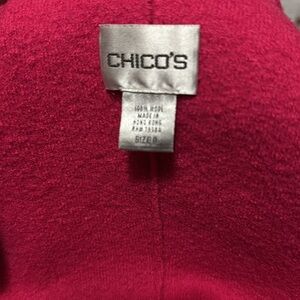 CHICO'S
100% WOOL
MADE IN
HONG KONG
SIZE 0